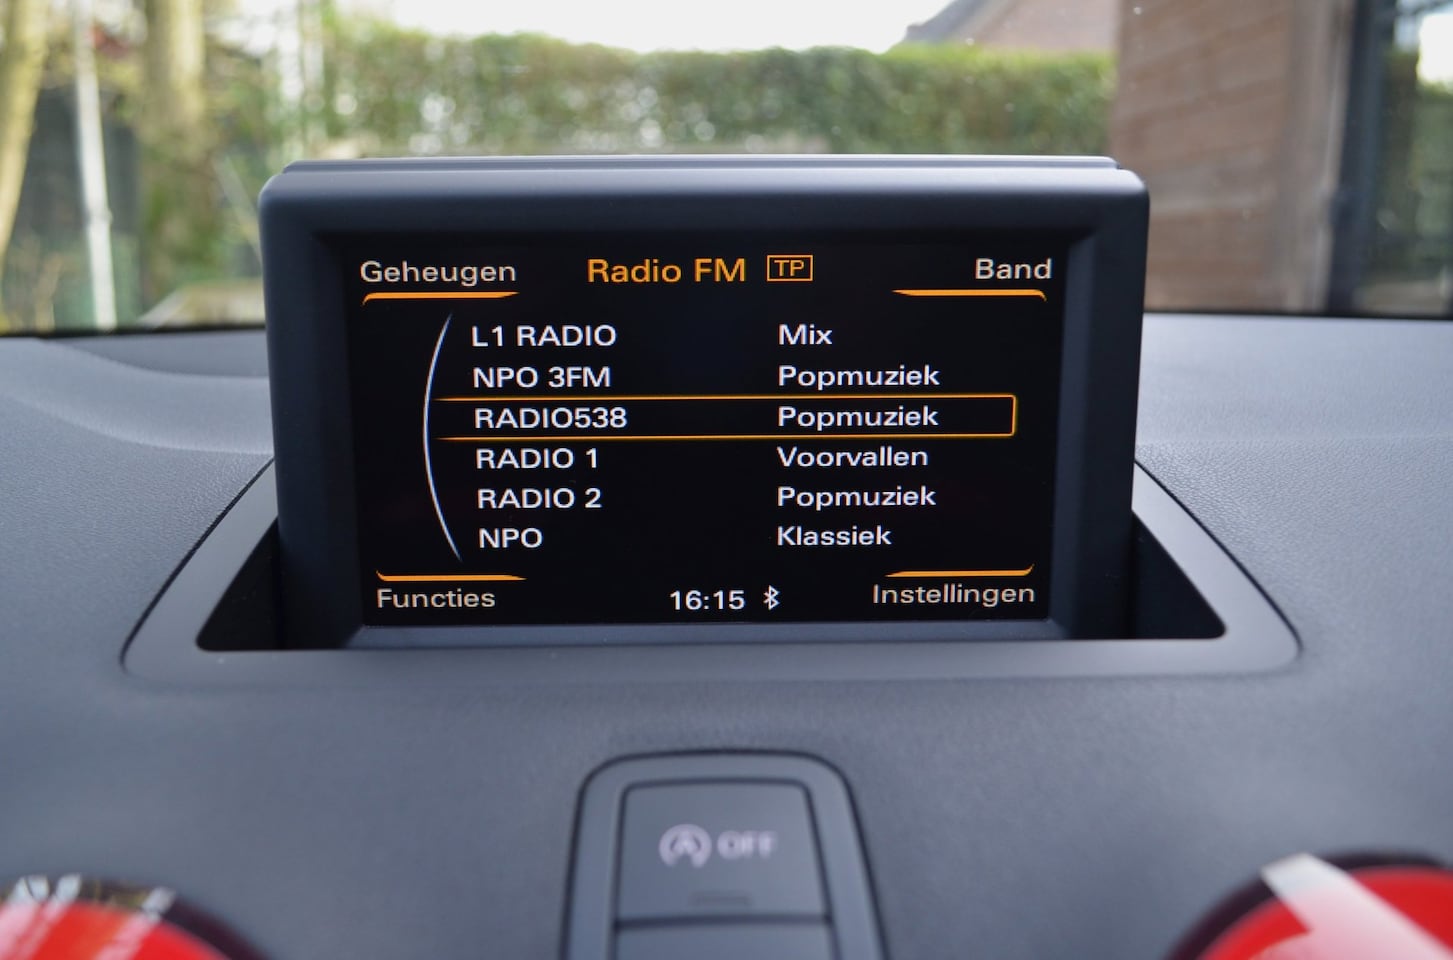 Geheugen Radio FM TP Band
L1 RADIO Mix
NPO 3FM Popmuziek
RADIO538 Popmuziek
RADIO 1 Voorvallen
RADIO 2 Popmuziek
NPO Klassiek
Functies 16:15 Instellingen
A OFF